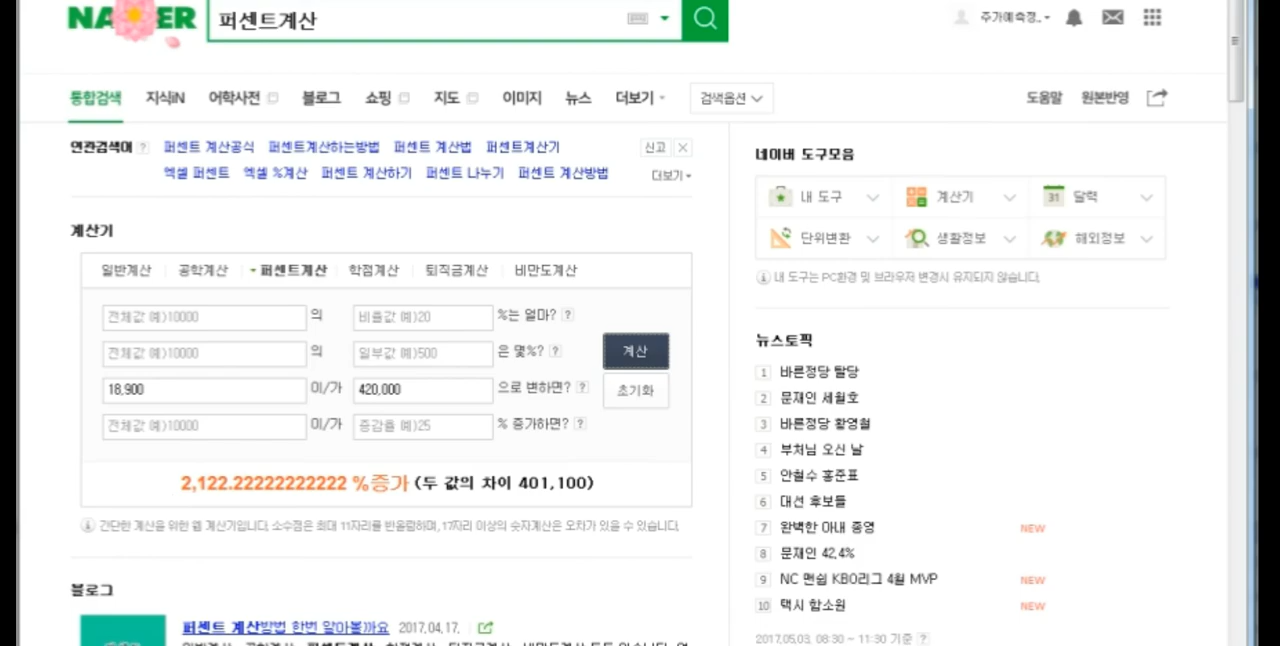 NAVER
퍼센트계산
주가예측정..
통합검색 지식iN 어학사전 블로그 쇼핑 지도 이미지 뉴스 더보기 검색옵션
도움말 원본반영
연관검색어 ? 퍼센트 계산공식 퍼센트계산하는방법 퍼센트 계산법 퍼센트계산기 신고
엑셀 퍼센트 엑셀 %계산 퍼센트 계산하기 퍼센트 나누기 퍼센트 계산방법 더보기
계산기
일반계산 공학계산 퍼센트계산 학점계산 퇴직금계산 비만도계산
전체값 예)10000 의 비율값 예)20 %는 얼마? ?
전체값 예)10000 의 일부값 예)500 은 몇%? ?
계산
18,900 이/가 420,000 으로 변하면? ?
초기화
전체값 예)10000 이/가 증감율 예)25 % 증가하면? ?
2,122.22222222222 %증가 (두 값의 차이 401,100)
간단한 계산을 위한 웹 계산기입니다. 소수점은 최대 11자리를 반올림하며, 17자리 이상의 숫자계산은 오차가 있을 수 있습니다.
블로그
퍼센트 계산방법 한번 알아볼까요 2017.04.17.
네이버 도구모음
내 도구 계산기 31 달력
단위변환 생활정보 해외정보
내 도구는 PC환경 및 브라우저 변경시 유지되지 않습니다.
뉴스토픽
1 바른정당 탈당
2 문재인 세월호
3 바른정당 황영철
4 부처님 오신 날
5 안철수 홍준표
6 대선 후보들
7 완벽한 아내 종영 NEW
8 문재인 42.4%
9 NC 맨쉽 KBO리그 4월 MVP NEW
10 택시 함소원 NEW
2017.05.03. 08:30 ~ 11:30 기준 ?